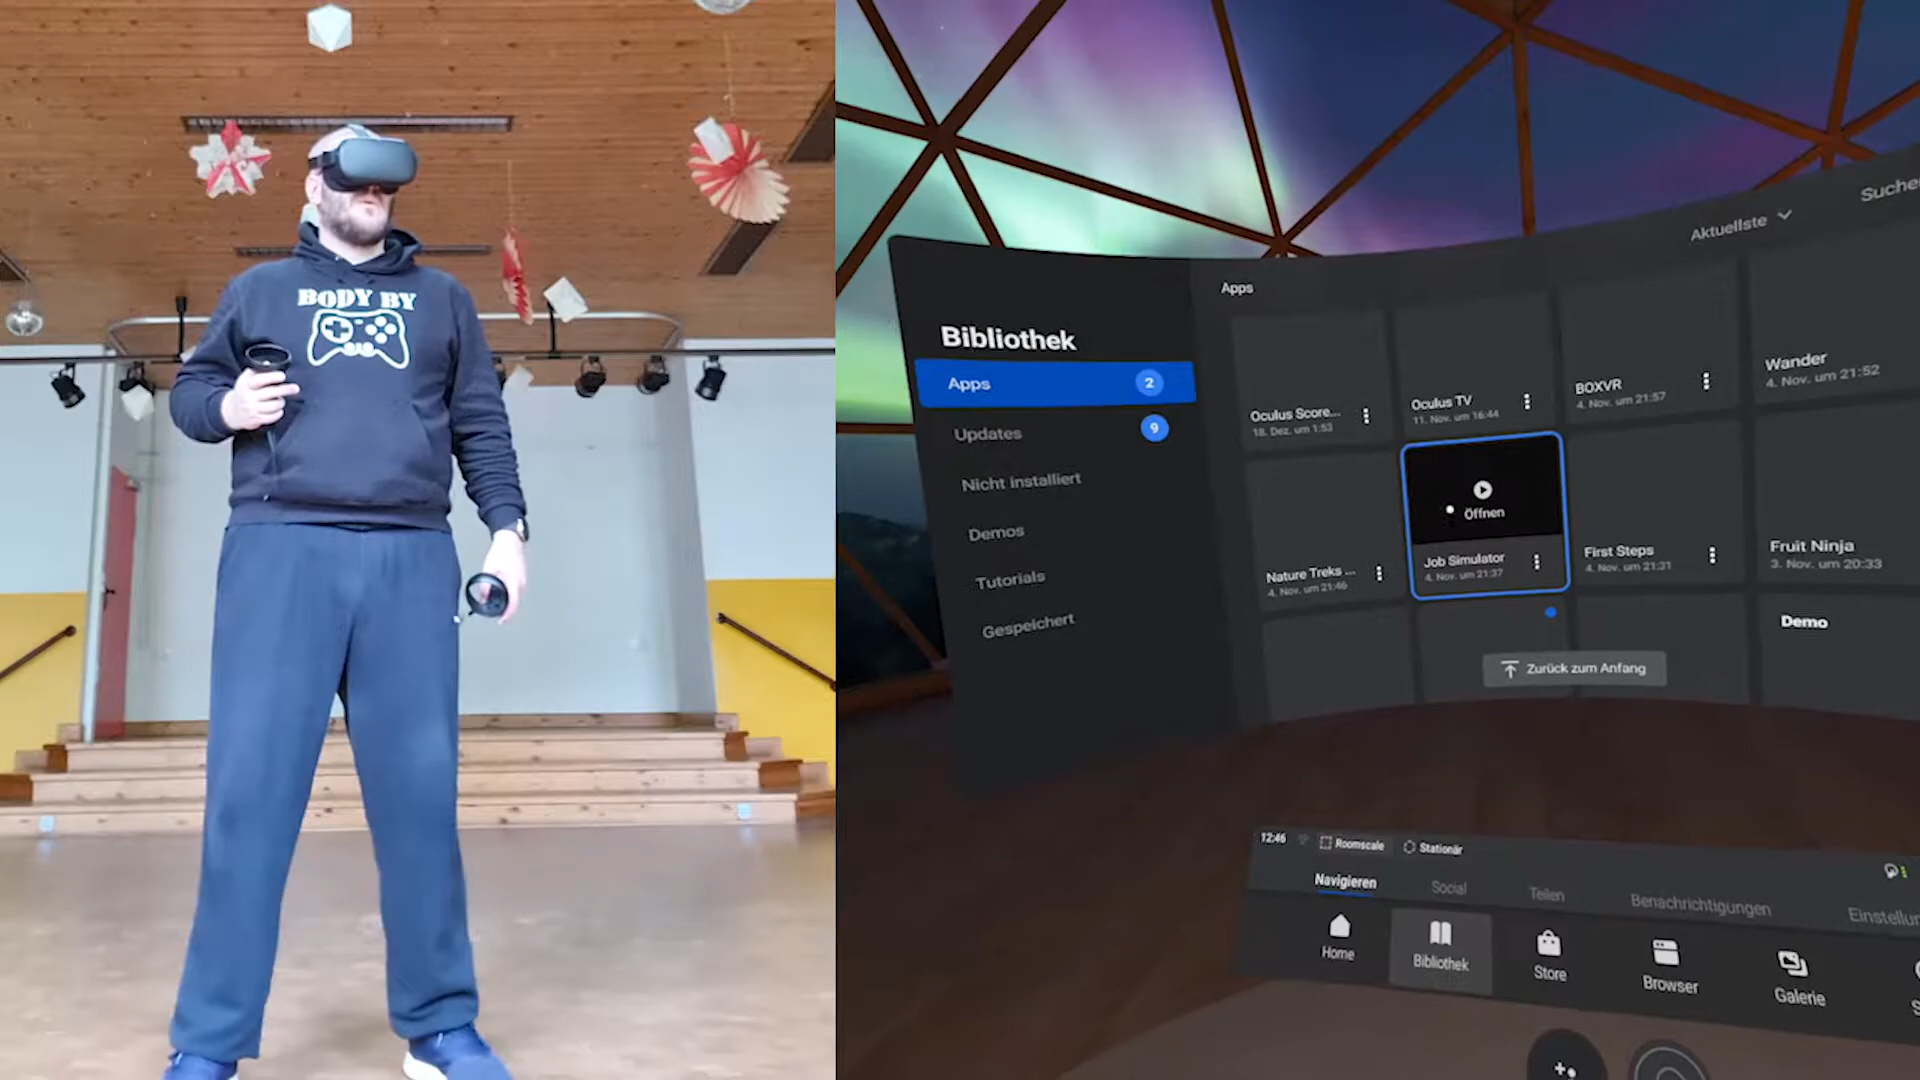 BODY BY
Suche
Aktuellste
Apps
Bibliothek
Apps 2
Updates 9
Nicht installiert
Demos
Tutorials
Gespeichert
Oculus Score...
18. Dez. um 1:53
Oculus TV
11. Nov. um 16:44
BOXVR
4. Nov. um 21:57
Wander
4. Nov. um 21:52
Öffnen
Nature Treks ...
4. Nov. um 21:46
Job Simulator
4. Nov. um 21:37
First Steps
4. Nov. um 21:31
Fruit Ninja
3. Nov. um 20:33
Demo
Zurück zum Anfang
12:46
Roomscale
Stationär
Navigieren
Social
Teilen
Benachrichtigungen
Einstellun
Home
Bibliothek
Store
Browser
Galerie